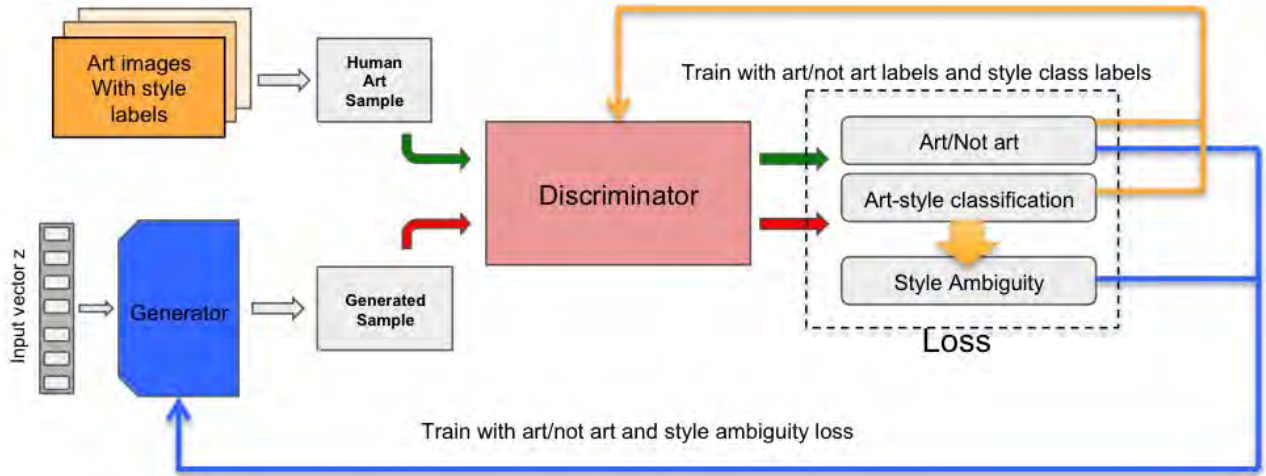 Art images
With style
labels
Human
Art
Sample
Train with art/not art labels and style class labels
Art/Not art
Discriminator
Art-style classification
Style Ambiguity
Loss
Input vector z
Generator
Generated
Sample
Train with art/not art and style ambiguity loss